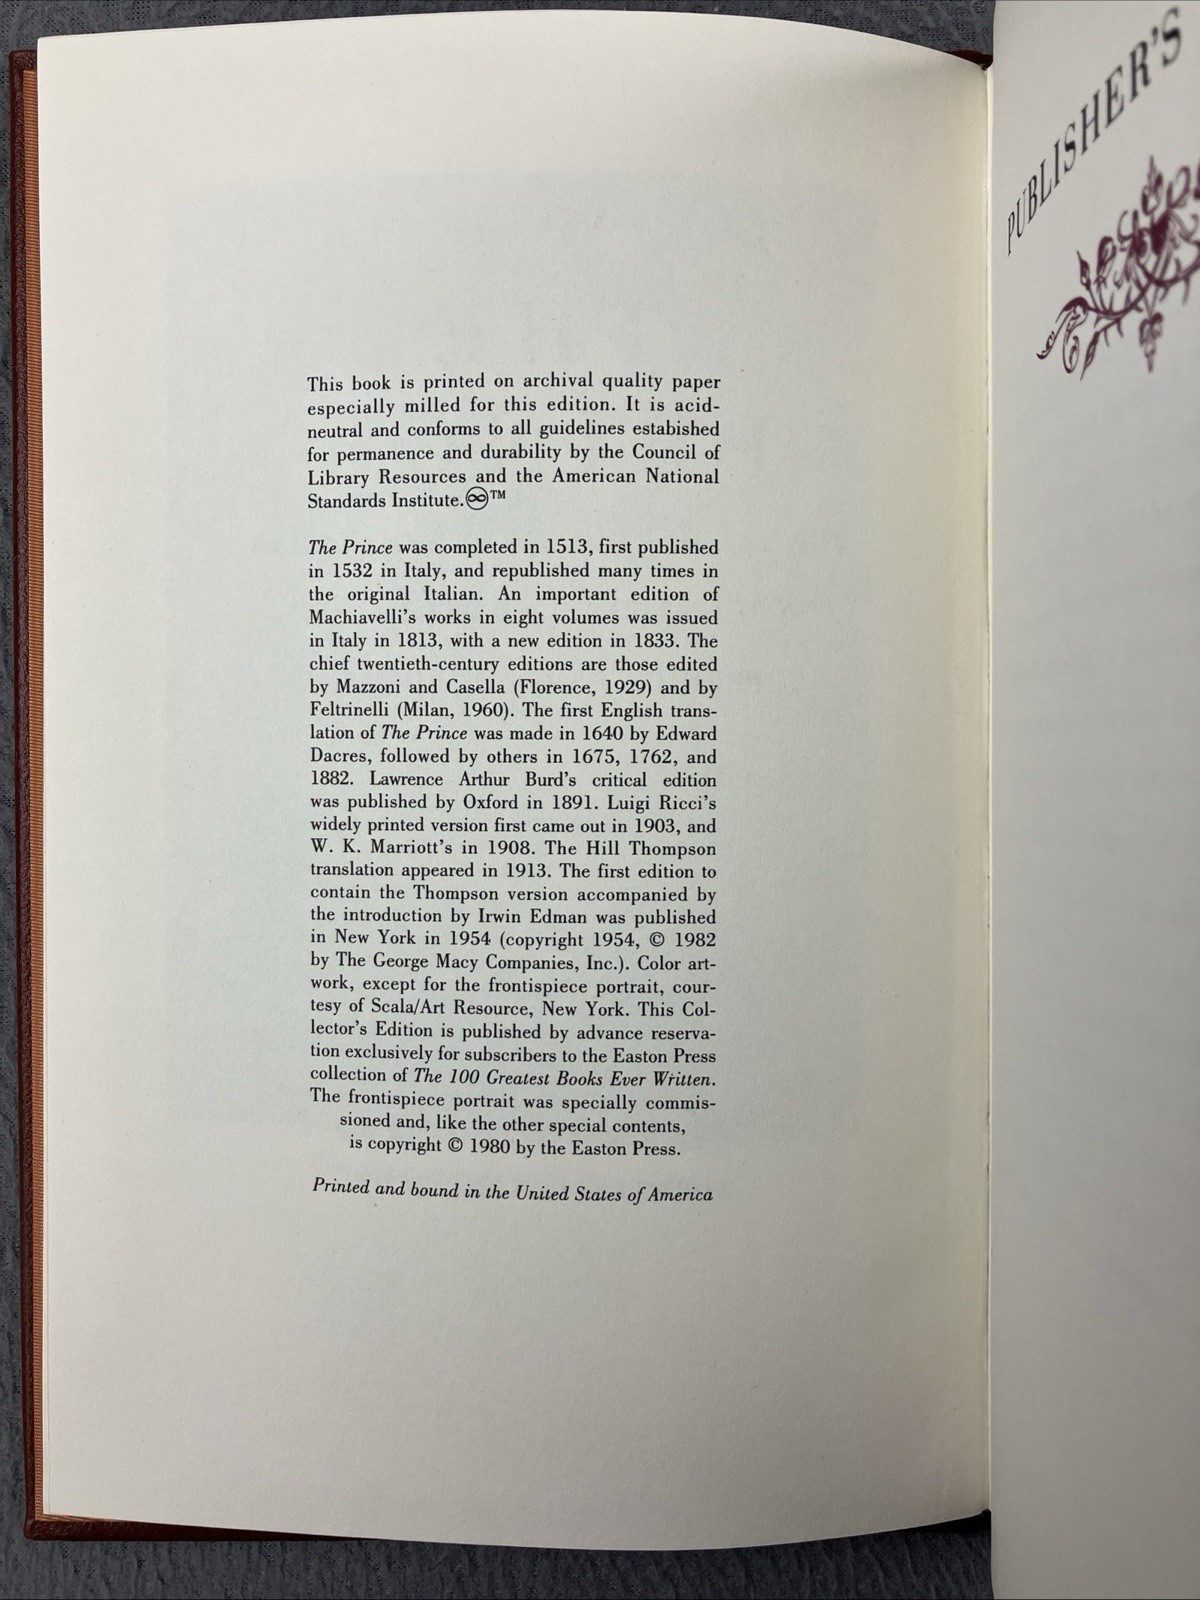 This book is printed on archival quality paper
especially milled for this edition. It is acid-
neutral and conforms to all guidelines estabished
for permanence and durability by the Council of
Library Resources and the American National
Standards Institute.♾™
The Prince was completed in 1513, first published
in 1532 in Italy, and republished many times in
the original Italian. An important edition of
Machiavelli's works in eight volumes was issued
in Italy in 1813, with a new edition in 1833. The
chief twentieth-century editions are those edited
by Mazzoni and Casella (Florence, 1929) and by
Feltrinelli (Milan, 1960). The first English trans-
lation of The Prince was made in 1640 by Edward
Dacres, followed by others in 1675, 1762, and
1882. Lawrence Arthur Burd's critical edition
was published by Oxford in 1891. Luigi Ricci's
widely printed version first came out in 1903, and
W. K. Marriott's in 1908. The Hill Thompson
translation appeared in 1913. The first edition to
contain the Thompson version accompanied by
the introduction by Irwin Edman was published
in New York in 1954 (copyright 1954, © 1982
by The George Macy Companies, Inc.). Color art-
work, except for the frontispiece portrait, cour-
tesy of Scala/Art Resource, New York. This Col-
lector's Edition is published by advance reserva-
tion exclusively for subscribers to the Easton Press
collection of The 100 Greatest Books Ever Written.
The frontispiece portrait was specially commis-
sioned and, like the other special contents,
is copyright © 1980 by the Easton Press.
Printed and bound in the United States of America
PUBLISHER'S